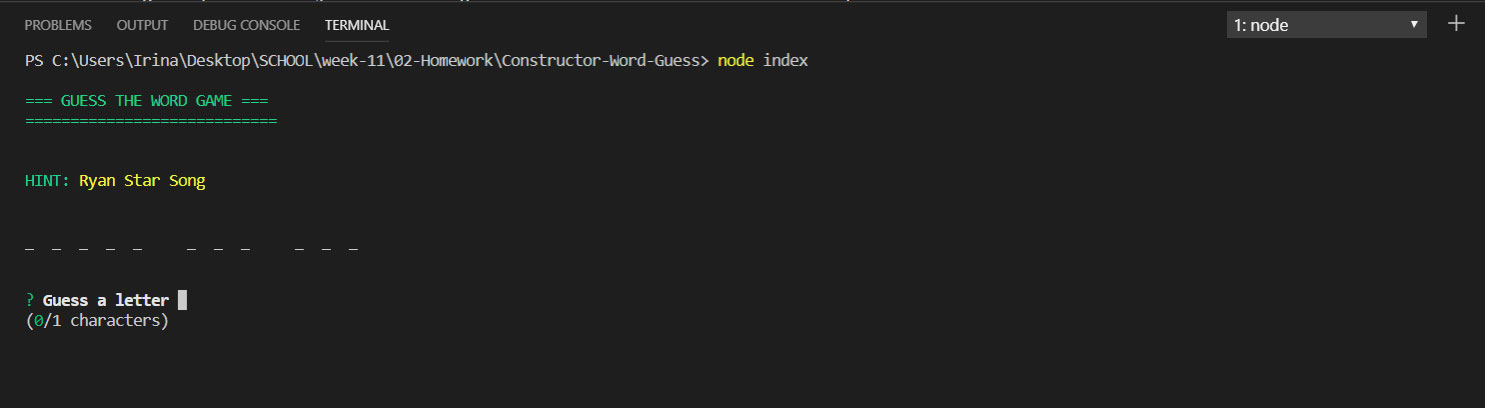 PROBLEMS OUTPUT DEBUG CONSOLE TERMINAL 1: node
PS C:\Users\Irina\Desktop\SCHOOL\week-11\02-Homework\Constructor-Word-Guess> node index
=== GUESS THE WORD GAME ===
============================
HINT: Ryan Star Song
_ _ _ _ _   _ _ _   _ _ _
? Guess a letter
(0/1 characters)